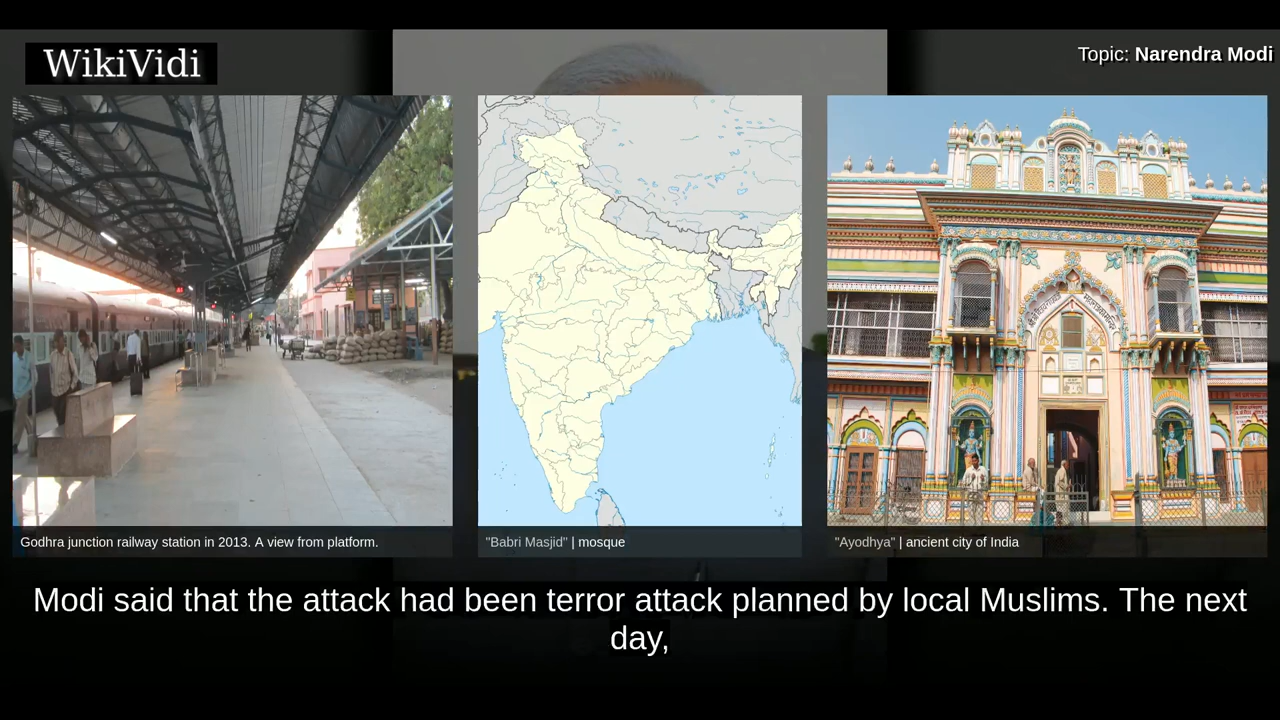 WikiVidi
Topic: Narendra Modi
Godhra junction railway station in 2013. A view from platform.
"Babri Masjid" | mosque
"Ayodhya" | ancient city of India
Modi said that the attack had been terror attack planned by local Muslims. The next
day,